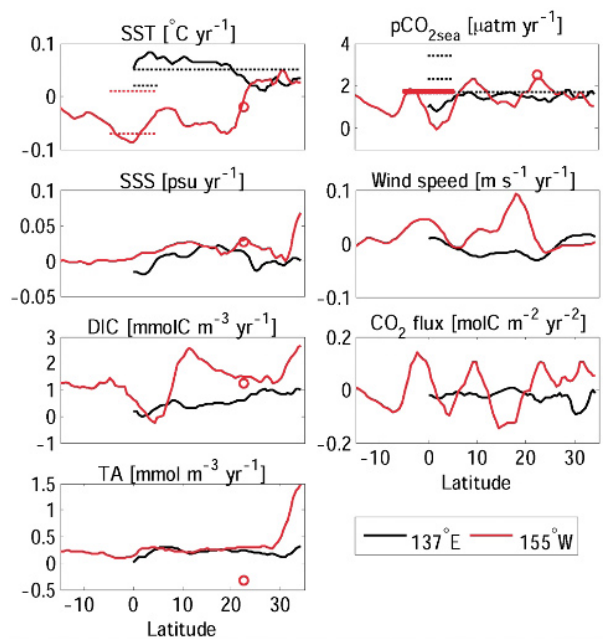 SST [°C yr⁻¹]
0.1
0
-0.1
pCO₂sea [μatm yr⁻¹]
4
2
0
SSS [psu yr⁻¹]
0.1
0.05
0
-0.05
Wind speed [m s⁻¹ yr⁻¹]
0.1
0
-0.1
DIC [mmolC m⁻³ yr⁻¹]
3
2
1
0
-1
CO₂ flux [molC m⁻² yr⁻²]
0.2
0
-0.2
-10 0 10 20 30
Latitude
TA [mmol m⁻³ yr⁻¹]
1.5
0.5
-0.5
-10 0 10 20 30
Latitude
137°E 155°W